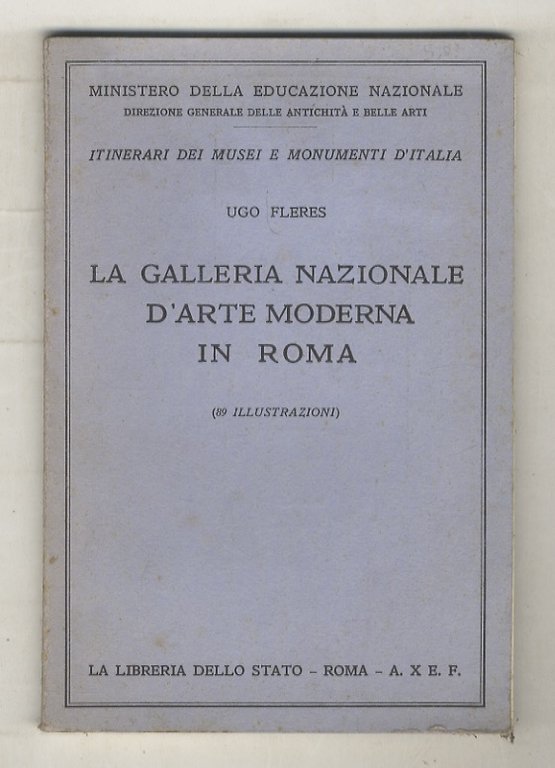 MINISTERO DELLA EDUCAZIONE NAZIONALE
DIREZIONE GENERALE DELLE ANTICHITÀ E BELLE ARTI
ITINERARI DEI MUSEI E MONUMENTI D'ITALIA
UGO FLERES
LA GALLERIA NAZIONALE
D'ARTE MODERNA
IN ROMA
(89 ILLUSTRAZIONI)
LA LIBRERIA DELLO STATO – ROMA – A. X E. F.